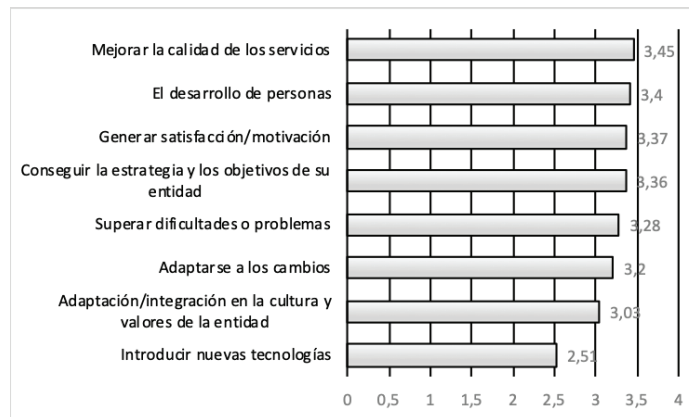 Mejorar la calidad de los servicios
3,45
El desarrollo de personas
3,4
Generar satisfacción/motivación
3,37
Conseguir la estrategia y los objetivos de su
entidad
3,36
Superar dificultades o problemas
3,28
Adaptarse a los cambios
3,2
Adaptación/integración en la cultura y
valores de la entidad
3,03
Introducir nuevas tecnologías
2,51
0 0,5 1 1,5 2 2,5 3 3,5 4